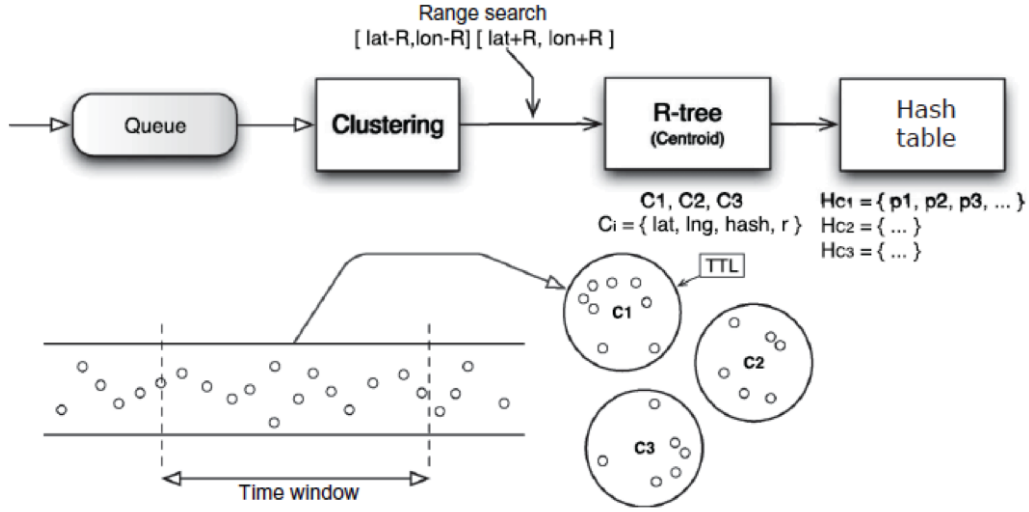 Range search
[ lat-R,lon-R] [ lat+R, lon+R ]
Queue
Clustering
R-tree
(Centroid)
Hash
table
C1, C2, C3
Ci = { lat, lng, hash, r }
Hc1 = { p1, p2, p3, ... }
Hc2 = { ... }
Hc3 = { ... }
TTL
C1
C2
C3
Time window